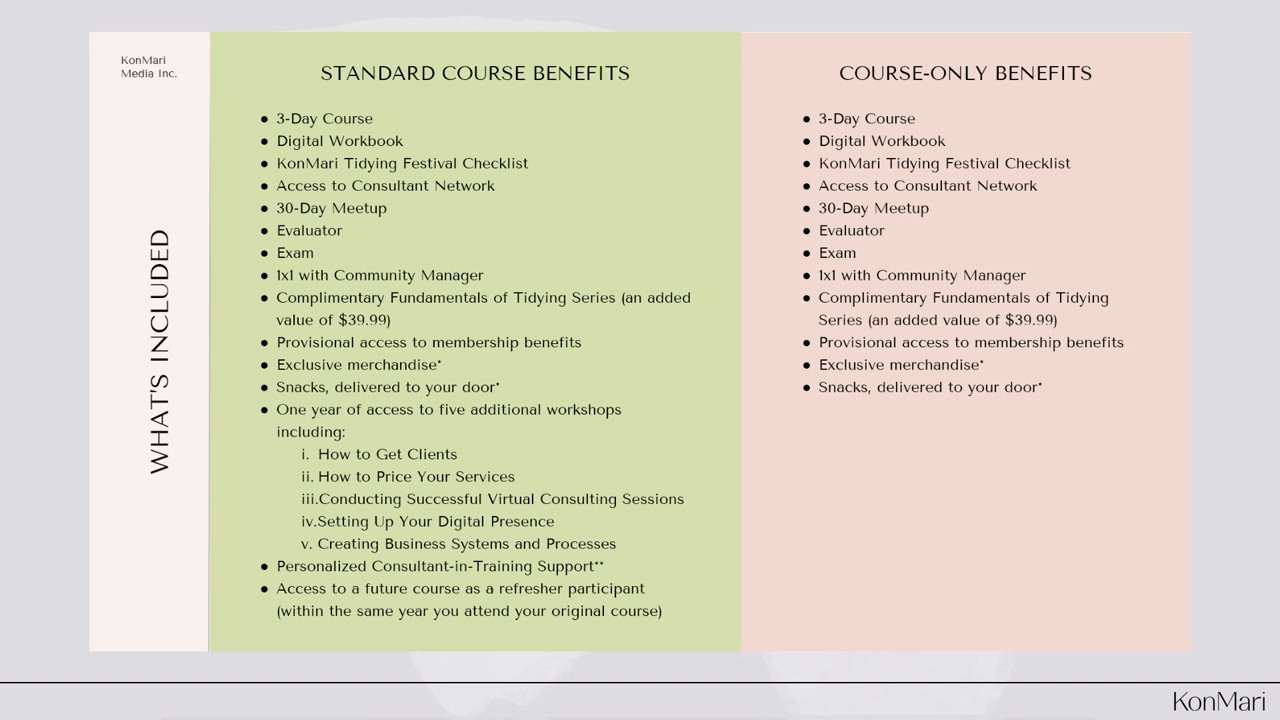 KonMari
Media Inc.
WHAT'S INCLUDED
STANDARD COURSE BENEFITS
● 3-Day Course
● Digital Workbook
● KonMari Tidying Festival Checklist
● Access to Consultant Network
● 30-Day Meetup
● Evaluator
● Exam
● 1x1 with Community Manager
● Complimentary Fundamentals of Tidying Series (an added
value of $39.99)
● Provisional access to membership benefits
● Exclusive merchandise*
● Snacks, delivered to your door*
● One year of access to five additional workshops
including:
i. How to Get Clients
ii. How to Price Your Services
iii.Conducting Successful Virtual Consulting Sessions
iv.Setting Up Your Digital Presence
v. Creating Business Systems and Processes
● Personalized Consultant-in-Training Support**
● Access to a future course as a refresher participant
(within the same year you attend your original course)
COURSE-ONLY BENEFITS
● 3-Day Course
● Digital Workbook
● KonMari Tidying Festival Checklist
● Access to Consultant Network
● 30-Day Meetup
● Evaluator
● Exam
● 1x1 with Community Manager
● Complimentary Fundamentals of Tidying
Series (an added value of $39.99)
● Provisional access to membership benefits
● Exclusive merchandise*
● Snacks, delivered to your door*
KonMari